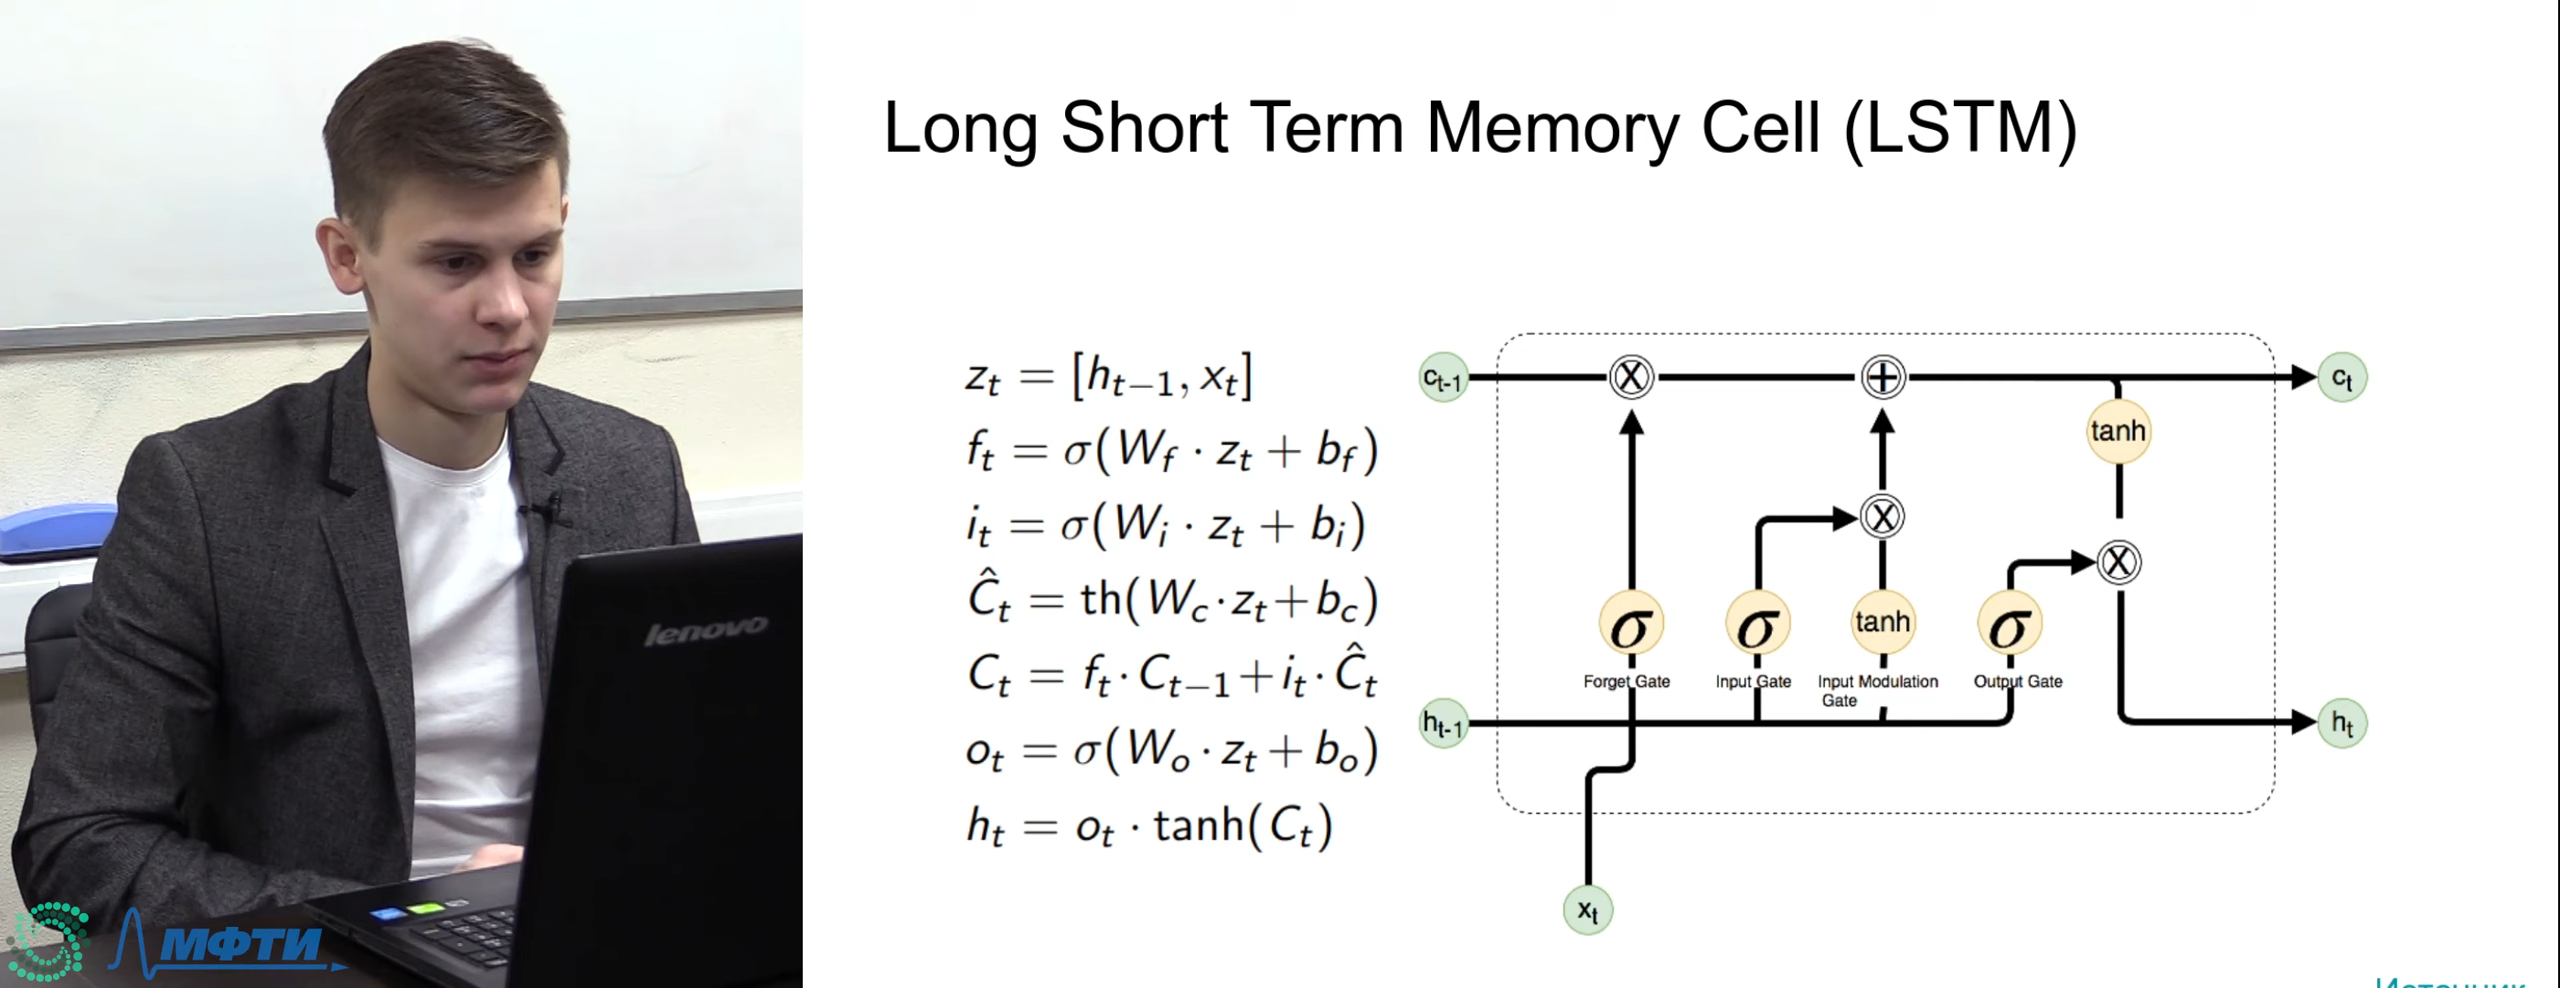 Long Short Term Memory Cell (LSTM)
z_t = [h_{t-1}, x_t]
f_t = σ(W_f · z_t + b_f)
i_t = σ(W_i · z_t + b_i)
Ĉ_t = th(W_c · z_t + b_c)
C_t = f_t · C_{t-1} + i_t · Ĉ_t
o_t = σ(W_o · z_t + b_o)
h_t = o_t · tanh(C_t)
c_{t-1}
X
+
c_t
tanh
X
X
σ
σ
tanh
σ
Forget Gate
Input Gate
Input Modulation
Gate
Output Gate
h_{t-1}
h_t
x_t
lenovo
МФТИ
Источник